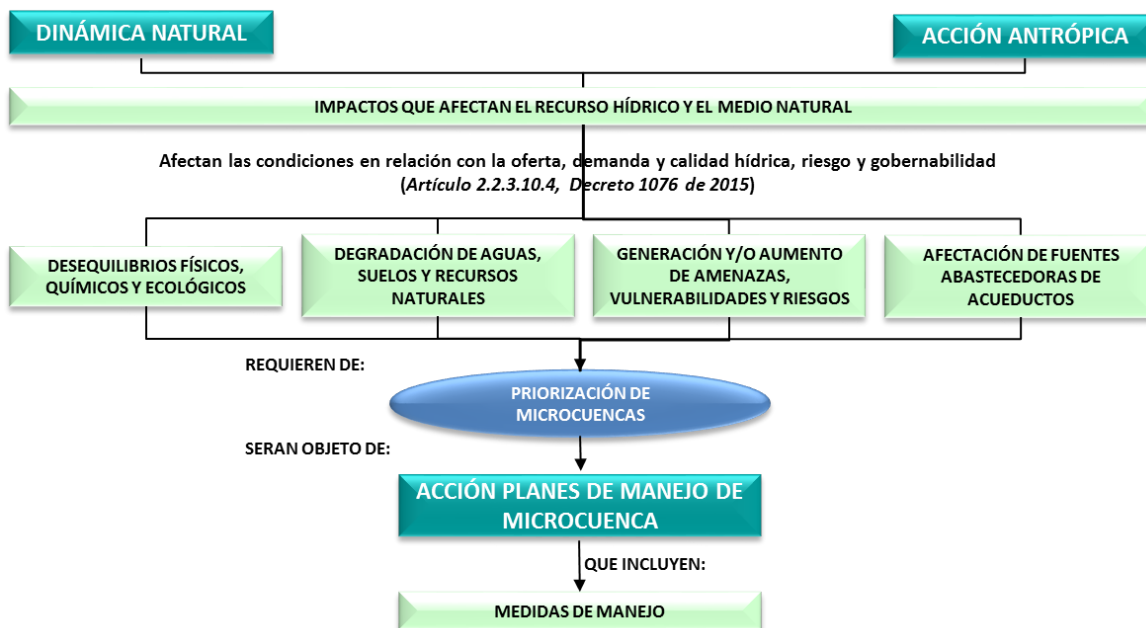 DINÁMICA NATURAL
ACCIÓN ANTRÓPICA
IMPACTOS QUE AFECTAN EL RECURSO HÍDRICO Y EL MEDIO NATURAL
Afectan las condiciones en relación con la oferta, demanda y calidad hídrica, riesgo y gobernabilidad
(Artículo 2.2.3.10.4, Decreto 1076 de 2015)
DESEQUILIBRIOS FÍSICOS,
QUÍMICOS Y ECOLÓGICOS
DEGRADACIÓN DE AGUAS,
SUELOS Y RECURSOS
NATURALES
GENERACIÓN Y/O AUMENTO
DE AMENAZAS,
VULNERABILIDADES Y RIESGOS
AFECTACIÓN DE FUENTES
ABASTECEDORAS DE
ACUEDUCTOS
REQUIEREN DE:
PRIORIZACIÓN DE
MICROCUENCAS
SERAN OBJETO DE:
ACCIÓN PLANES DE MANEJO DE
MICROCUENCA
QUE INCLUYEN:
MEDIDAS DE MANEJO